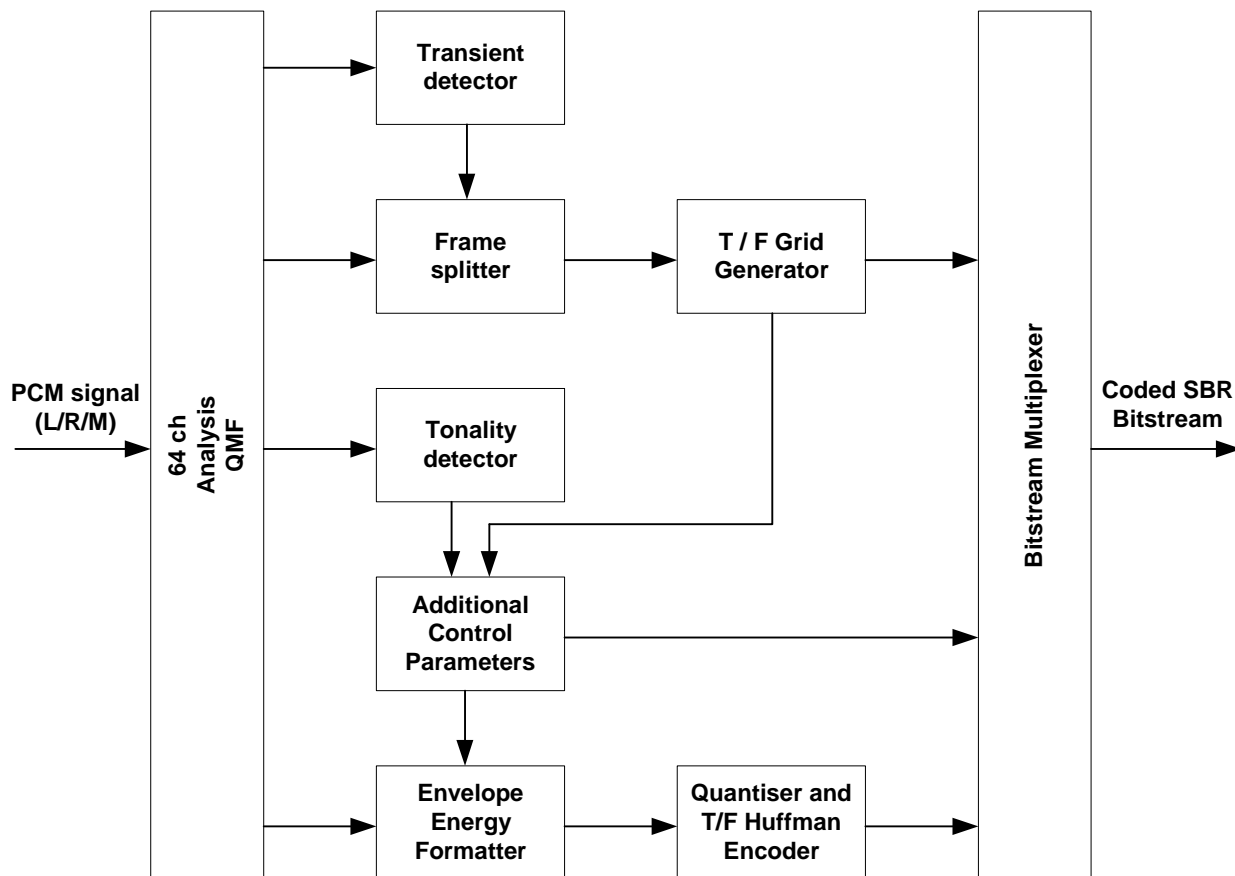 Transient
detector
Frame
splitter
T / F Grid
Generator
PCM signal
(L/R/M)
64 ch
Analysis
QMF
Tonality
detector
Bitstream Multiplexer
Coded SBR
Bitstream
Additional
Control
Parameters
Envelope
Energy
Formatter
Quantiser and
T/F Huffman
Encoder